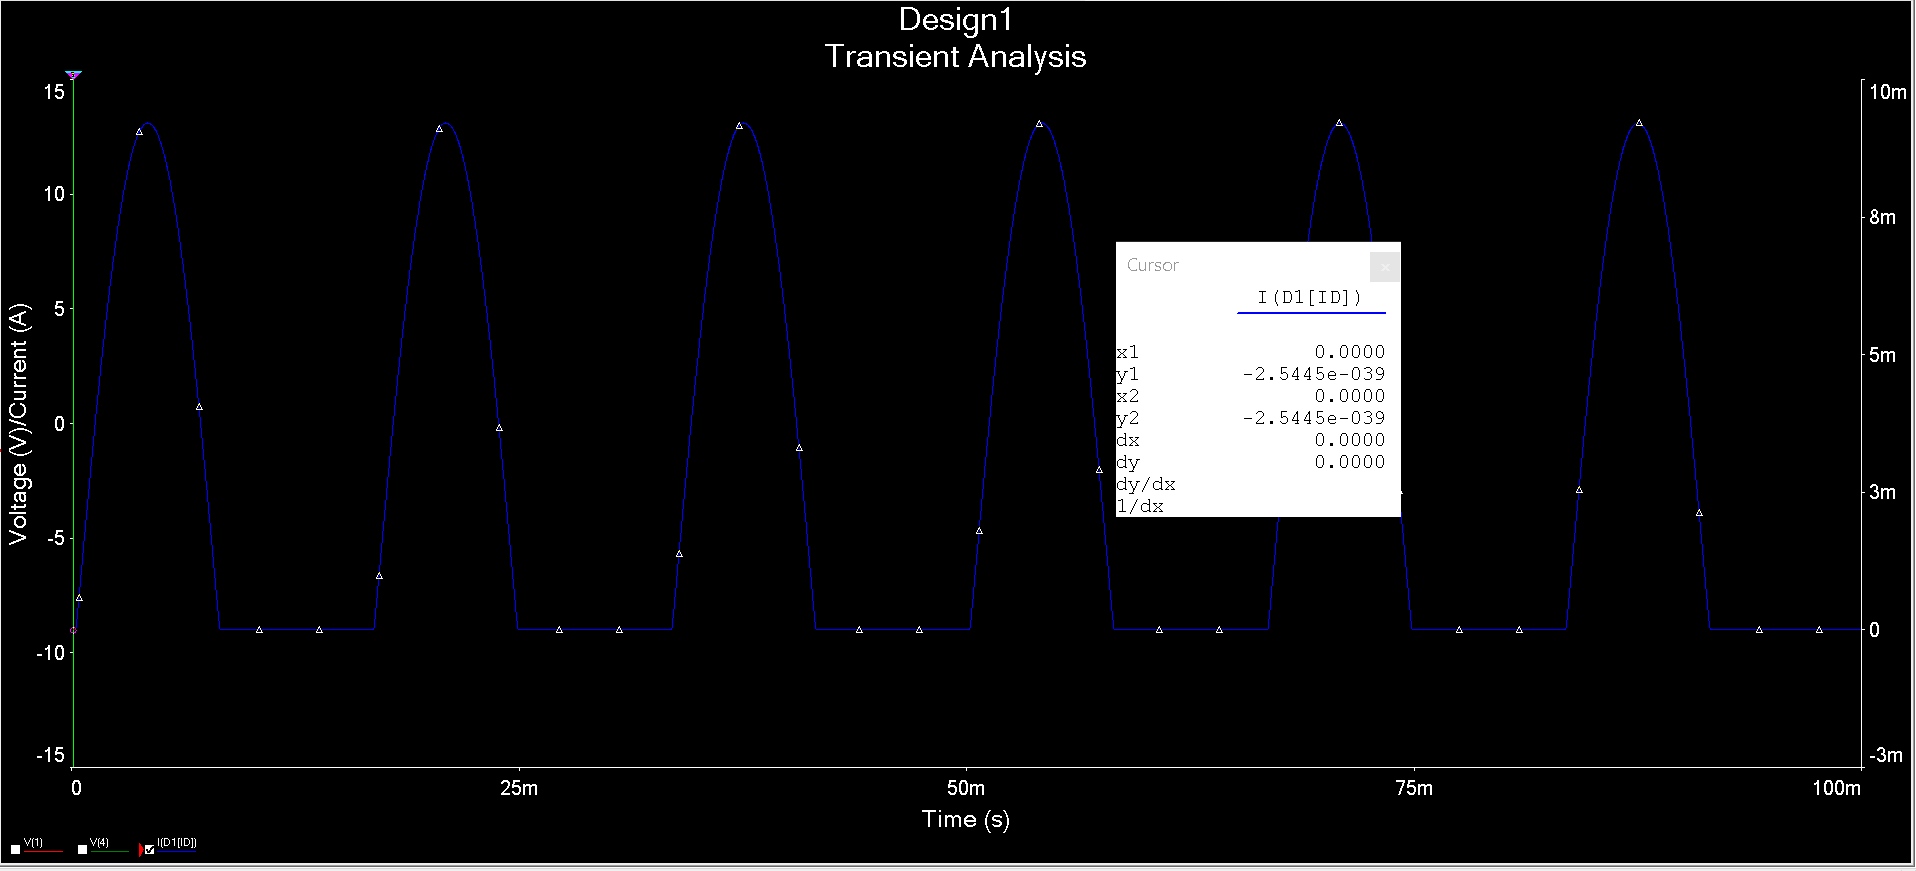 Design1
Transient Analysis
15
10
5
0
-5
-10
-15
Voltage (V)/Current (A)
10m
8m
5m
3m
0
-3m
Cursor
x
I(D1[ID])
x1 0.0000
y1 -2.5445e-039
x2 0.0000
y2 -2.5445e-039
dx 0.0000
dy 0.0000
dy/dx
1/dx
0 25m 50m 75m 100m
Time (s)
V(1) V(4) I(D1[ID])